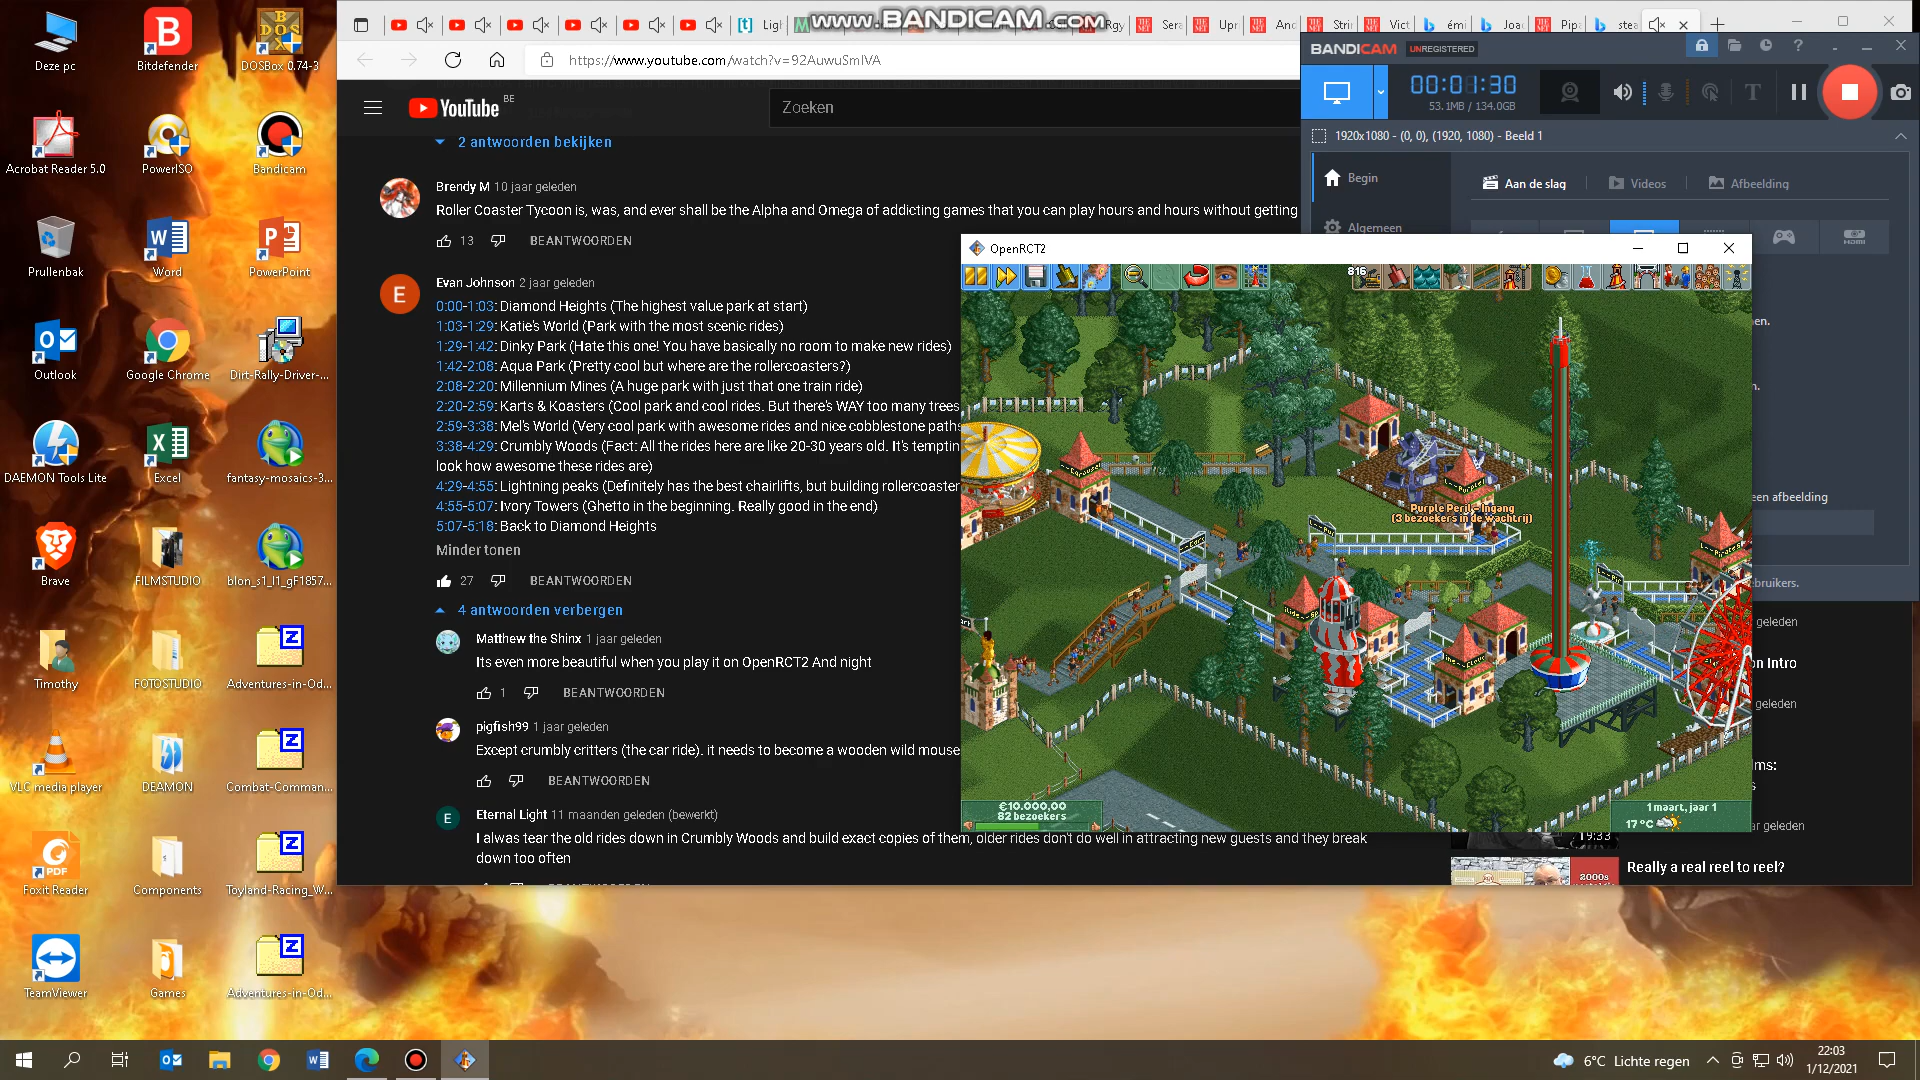 www.BANDICAM.com
Deze pc
Bitdefender
DOSBox 0.74-3
Acrobat Reader 5.0
PowerISO
Bandicam
Prullenbak
Word
PowerPoint
Outlook
Google Chrome
Dirt-Rally-Driver-...
DAEMON Tools Lite
Excel
fantasy-mosaics-3...
Brave
FILMSTUDIO
blon_s1_l1_gF1857...
Timothy
FOTOSTUDIO
Adventures-in-Od...
VLC media player
DEAMON
Combat-Comman...
Foxit Reader
Components
Toyland-Racing_W...
TeamViewer
Games
Adventures-in-Od...
https://www.youtube.com/watch?v=92AuwuSmIVA
YouTube BE
Zoeken
2 antwoorden bekijken
Brendy M 10 jaar geleden
Roller Coaster Tycoon is, was, and ever shall be the Alpha and Omega of addicting games that you can play hours and hours without getting
13 BEANTWOORDEN
E
Evan Johnson 2 jaar geleden
0:00-1:03: Diamond Heights (The highest value park at start)
1:03-1:29: Katie's World (Park with the most scenic rides)
1:29-1:42: Dinky Park (Hate this one! You have basically no room to make new rides)
1:42-2:08: Aqua Park (Pretty cool but where are the rollercoasters?)
2:08-2:20: Millennium Mines (A huge park with just that one train ride)
2:20-2:59: Karts & Koasters (Cool park and cool rides. But there's WAY too many trees
2:59-3:38: Mel's World (Very cool park with awesome rides and nice cobblestone paths
3:38-4:29: Crumbly Woods (Fact: All the rides here are like 20-30 years old. It's temptin
look how awesome these rides are)
4:29-4:55: Lightning peaks (Definitely has the best chairlifts, but building rollercoaster
4:55-5:07: Ivory Towers (Ghetto in the beginning. Really good in the end)
5:07-5:18: Back to Diamond Heights
Minder tonen
27 BEANTWOORDEN
4 antwoorden verbergen
Matthew the Shinx 1 jaar geleden
Its even more beautiful when you play it on OpenRCT2 And night
1 BEANTWOORDEN
pigfish99 1 jaar geleden
Except crumbly critters (the car ride). it needs to become a wooden wild mouse
BEANTWOORDEN
E
Eternal Light 11 maanden geleden (bewerkt)
I alwas tear the old rides down in Crumbly Woods and build exact copies of them, older rides don't do well in attracting new guests and they break
down too often
BANDICAM UNREGISTERED
00:01:30
53.1MB / 134.0GB
1920x1080 - (0, 0), (1920, 1080) - Beeld 1
Begin
Aan de slag
Videos
Afbeelding
Algemeen
een afbeelding
ebruikers.
OpenRCT2
816
Purple Peril - Ingang
(3 bezoekers in de wachtrij)
€10.000,00
82 bezoekers
1 maart, jaar 1
17°C
geleden
on Intro
geleden
ms:
ar geleden
19:33
2000s
Really a real reel to reel?
6°C Lichte regen
22:03
1/12/2021